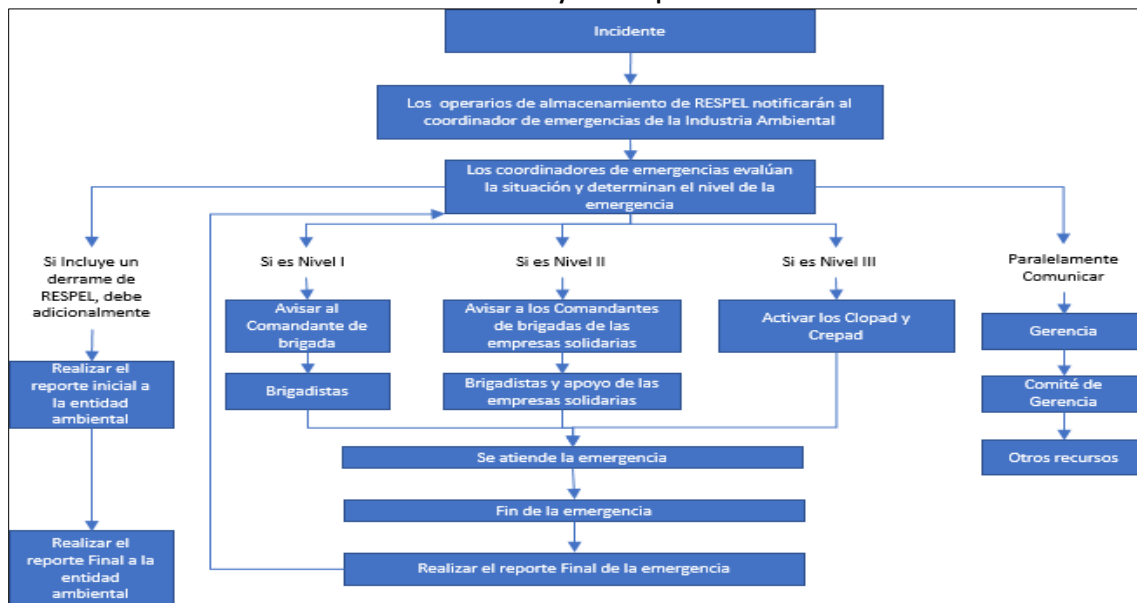 Incidente
Los operarios de almacenamiento de RESPEL notificarán al
coordinador de emergencias de la Industria Ambiental
Los coordinadores de emergencias evalúan
la situación y determinan el nivel de la
emergencia
Si Incluye un
derrame de
RESPEL, debe
adicionalmente
Realizar el
reporte inicial a
la entidad
ambiental
Realizar el
reporte Final a la
entidad
ambiental
Si es Nivel I
Avisar al
Comandante de
brigada
Brigadistas
Si es Nivel II
Avisar a los Comandantes
de brigadas de las
empresas solidarias
Brigadistas y apoyo de las
empresas solidarias
Si es Nivel III
Activar los Clopad y
Crepad
Paralelamente
Comunicar
Gerencia
Comité de
Gerencia
Otros recursos
Se atiende la emergencia
Fin de la emergencia
Realizar el reporte Final de la emergencia